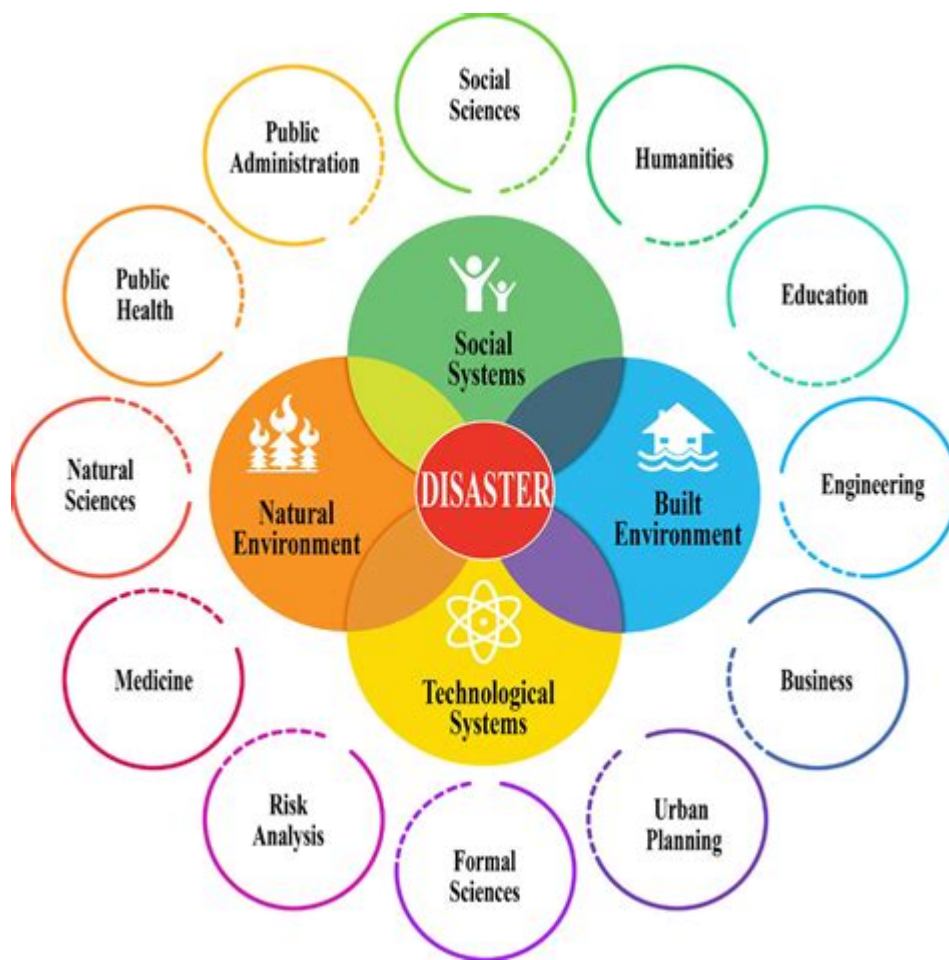 Social
Sciences
Humanities
Education
Engineering
Business
Urban
Planning
Formal
Sciences
Risk
Analysis
Medicine
Natural
Sciences
Public
Health
Public
Administration
Social
Systems
Built
Environment
Technological
Systems
Natural
Environment
DISASTER